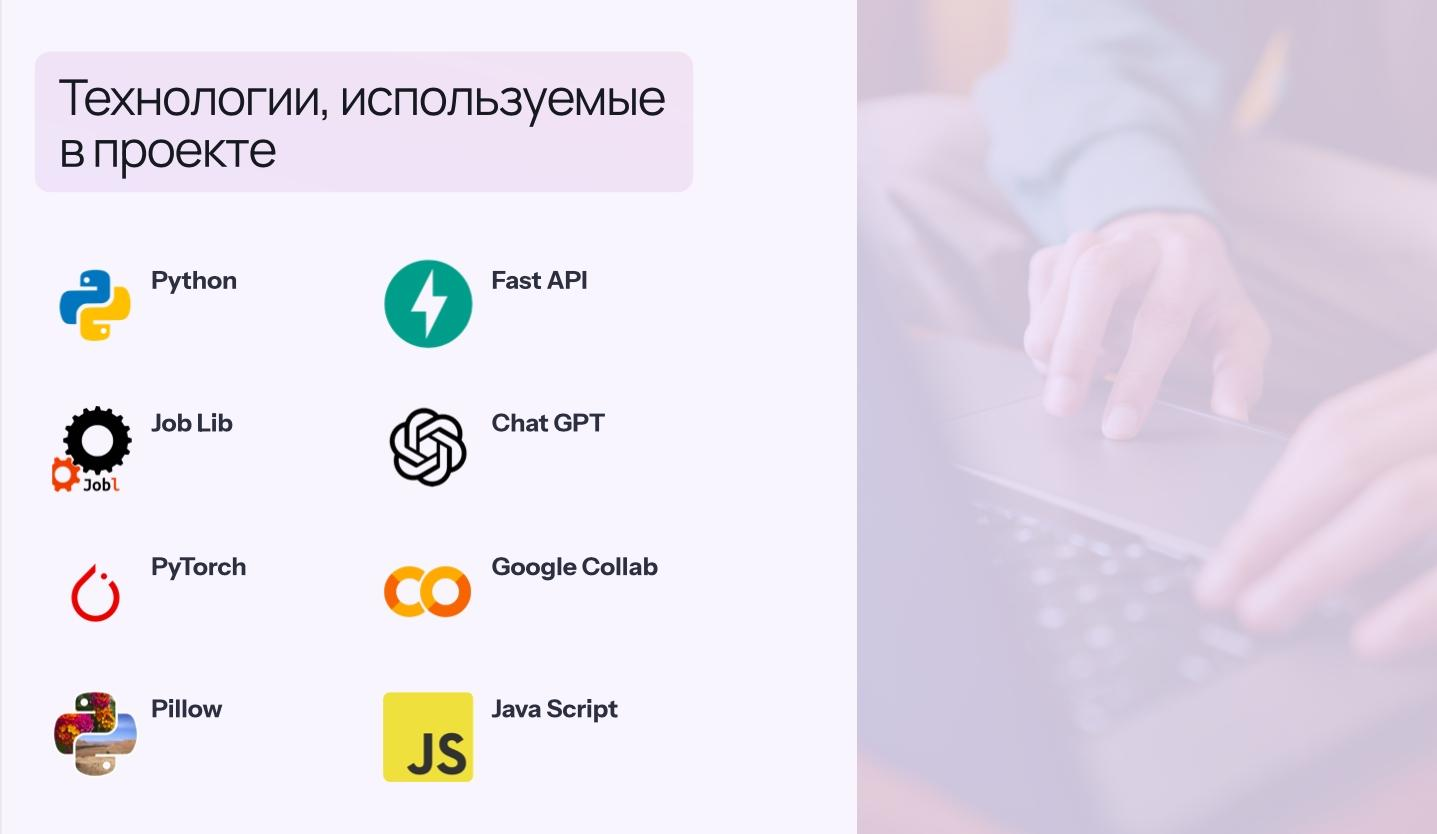 Технологии, используемые
в проекте
Python
Fast API
Job Lib
Jobl
Chat GPT
PyTorch
Google Collab
Pillow
Java Script
JS